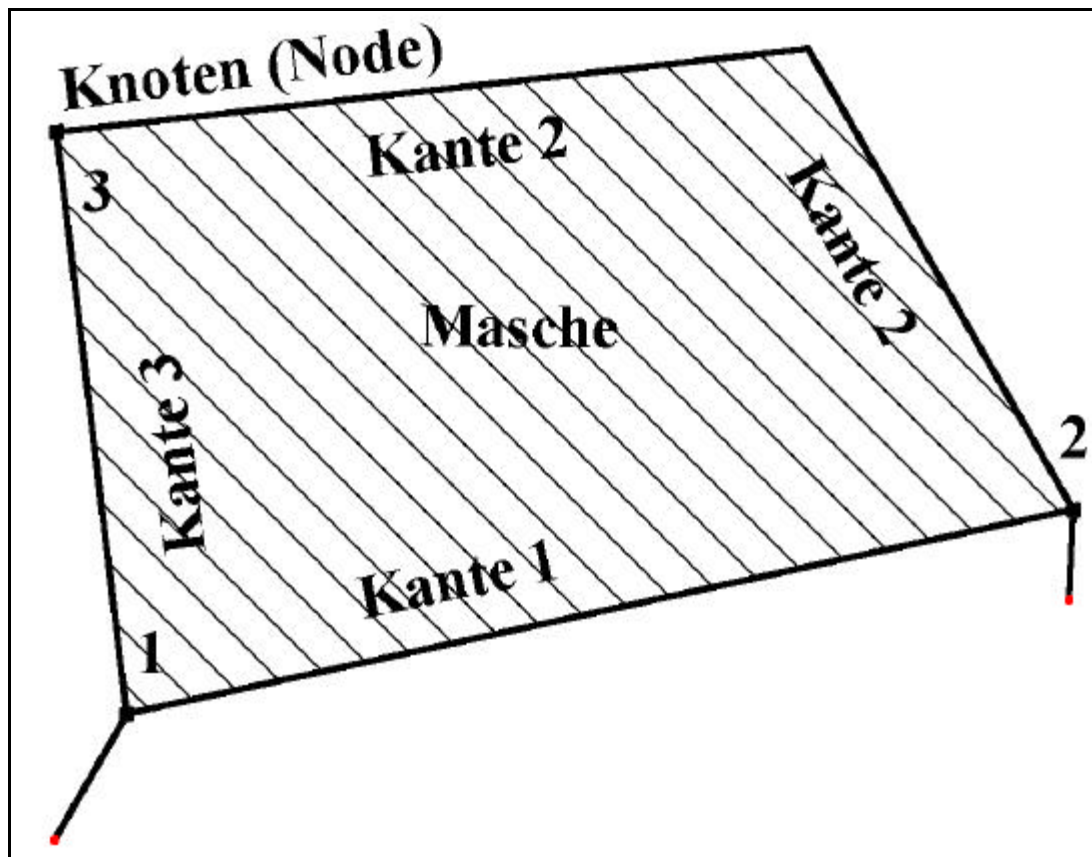 Knoten (Node)
Kante 2
3
Kante 2
Masche
Kante 3
2
Kante 1
1